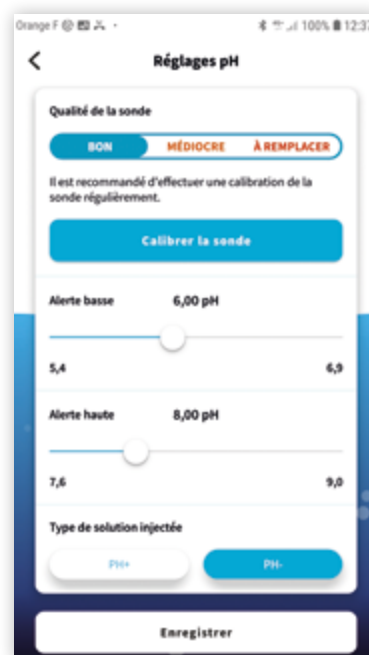 Orange F
100% 12:37
Réglages pH
Qualité de la sonde
BON MÉDIOCRE À REMPLACER
Il est recommandé d'effectuer une calibration de la
sonde régulièrement.
Calibrer la sonde
Alerte basse 6,00 pH
5,4 6,9
Alerte haute 8,00 pH
7,6 9,0
Type de solution injectée
PH+ PH-
Enregistrer